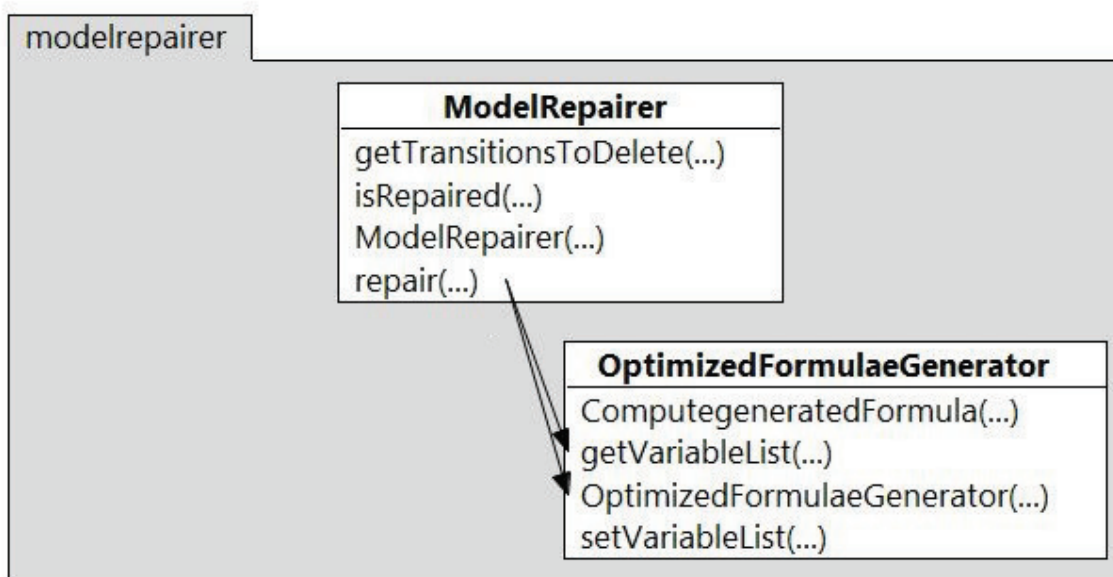 modelrepairer
ModelRepairer
getTransitionsToDelete(...)
isRepaired(...)
ModelRepairer(...)
repair(...)
OptimizedFormulaeGenerator
ComputegeneratedFormula(...)
getVariableList(...)
OptimizedFormulaeGenerator(...)
setVariableList(...)